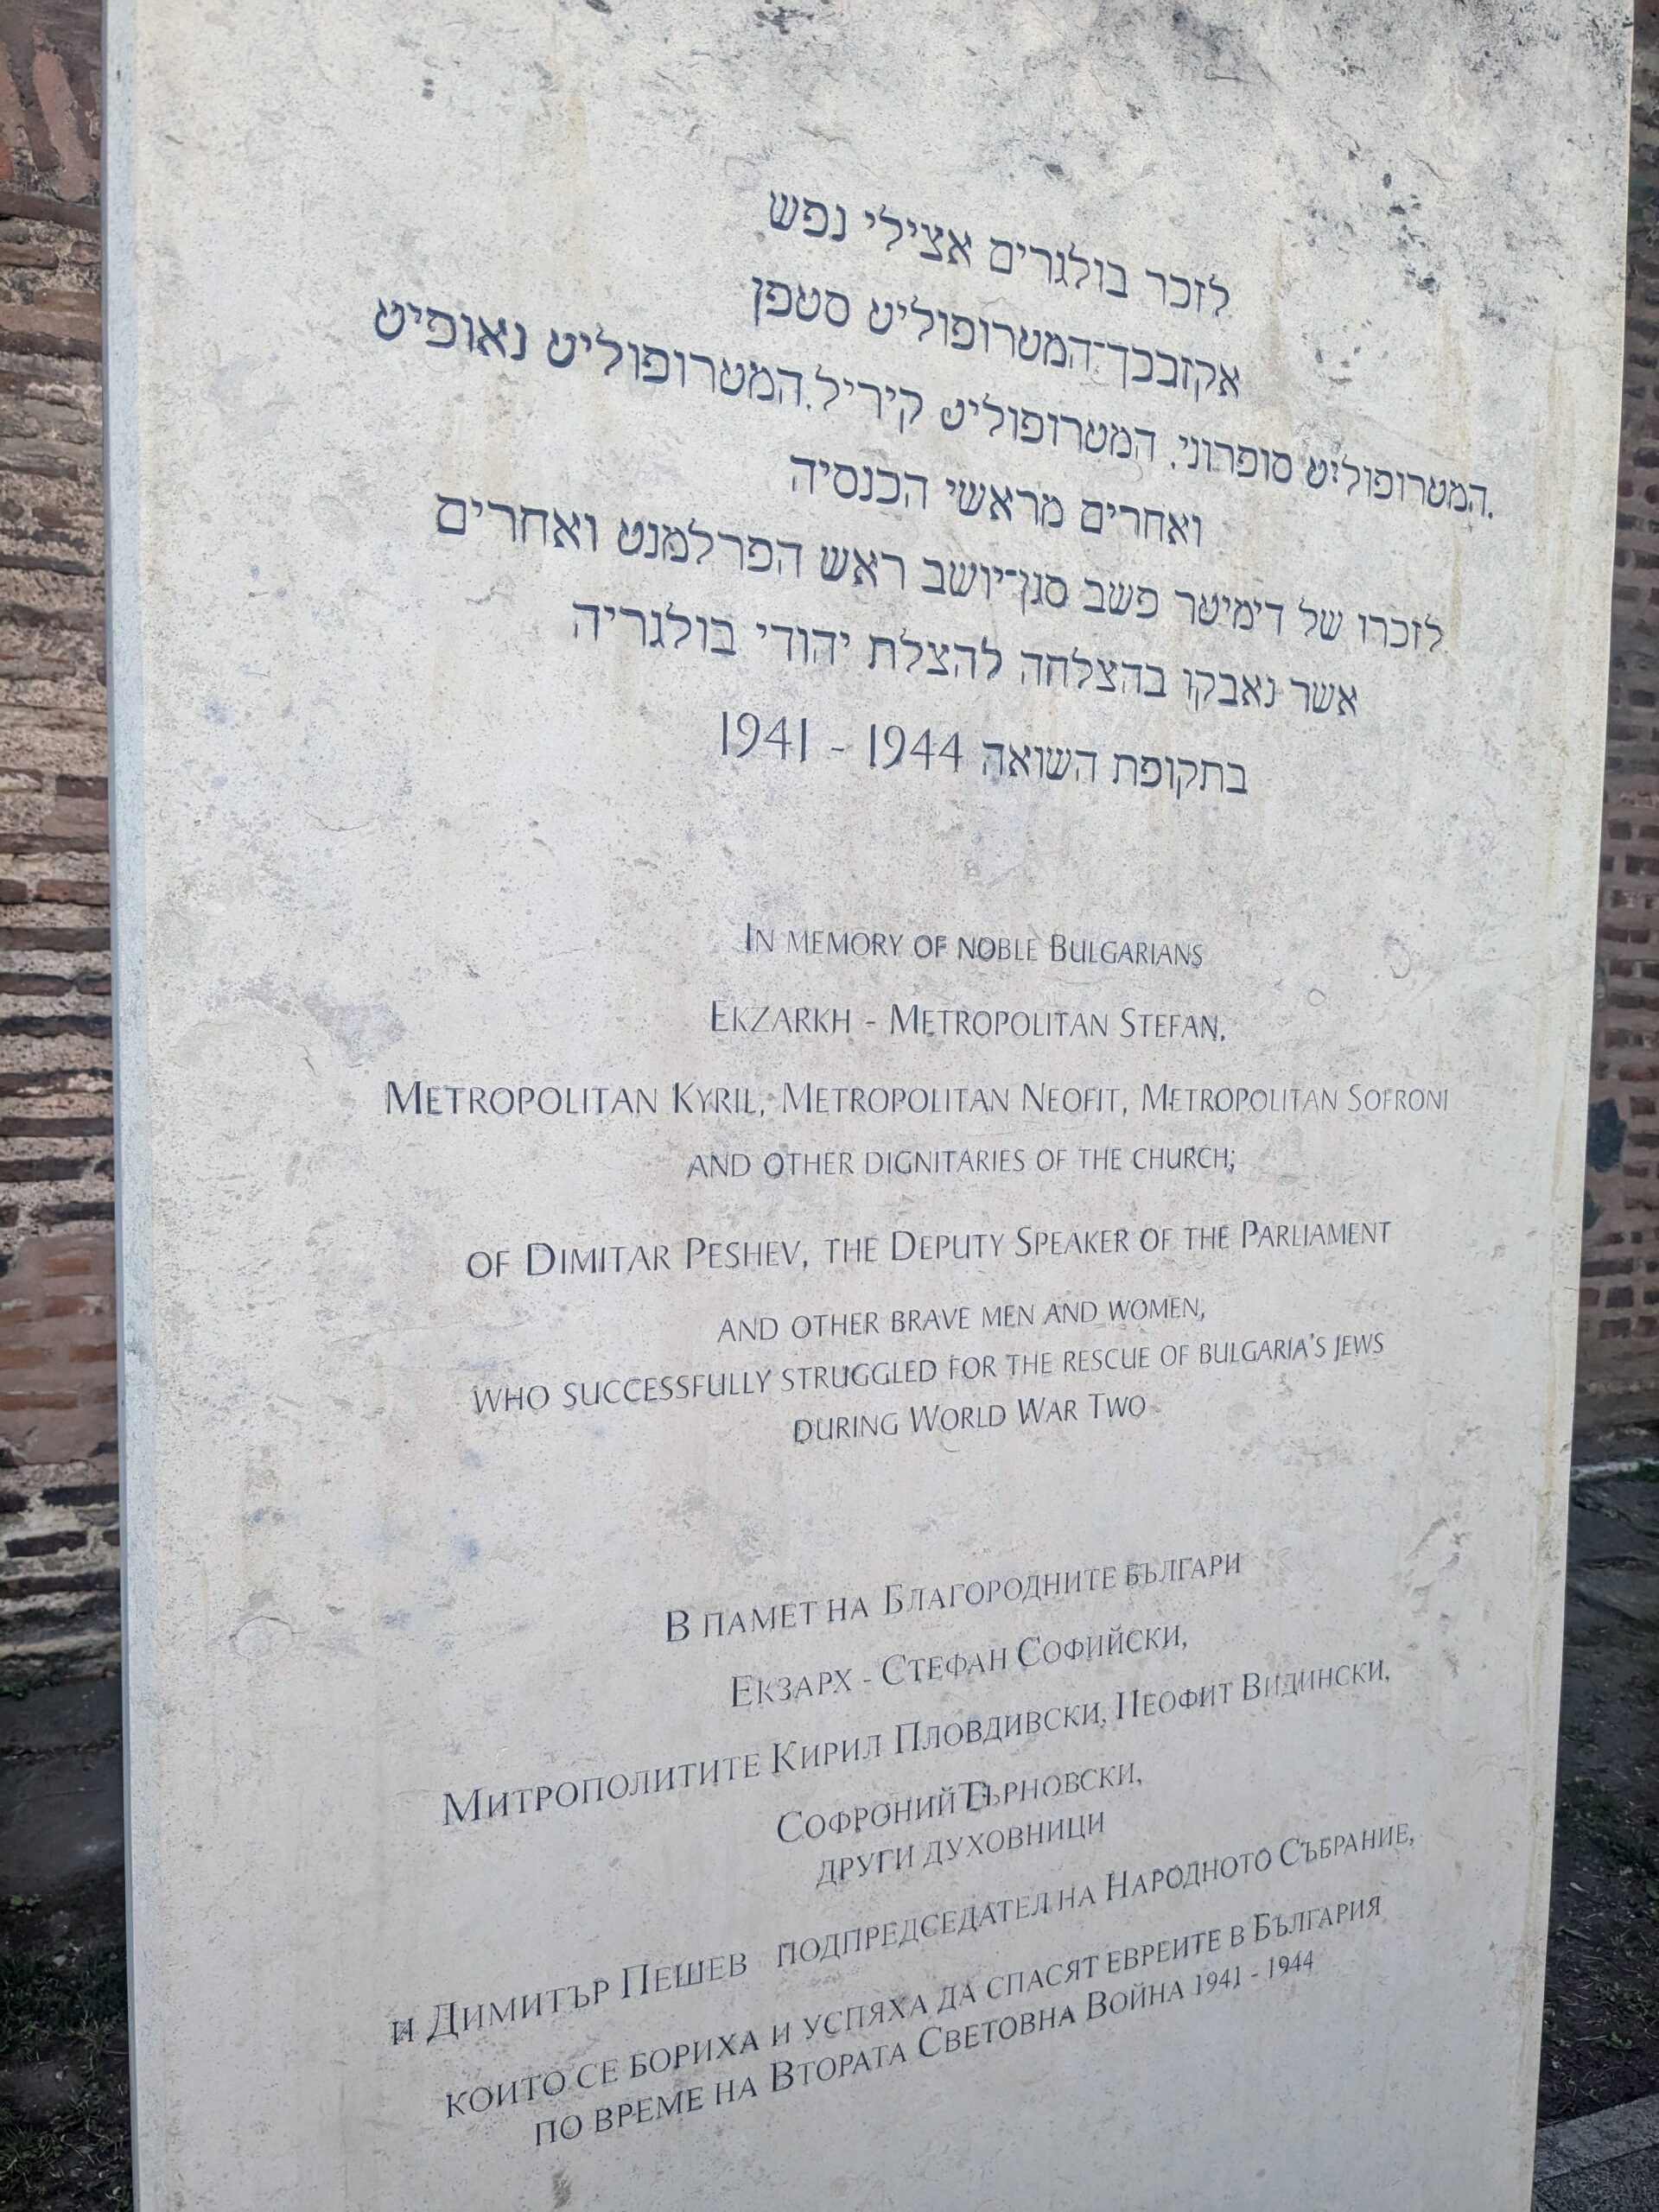 לזכר בולגרים אצילי נפש
אקזבכך־המטרופוליט סטפן
המטרופוליט סופרוני, המטרופוליט קיריל,המטרופוליט נאופיט,
ואחרים מראשי הכנסיה
לזכרו של דימיטר פשב סגן־יושב ראש הפרלמנט ואחרים
אשר נאבקו בהצלחה להצלת יהודי בולגריה
בתקופת השואה 1944 - 1941
IN MEMORY OF NOBLE BULGARIANS
EKZARKH - METROPOLITAN STEFAN,
METROPOLITAN KYRIL, METROPOLITAN NEOFIT, METROPOLITAN SOFRONI
AND OTHER DIGNITARIES OF THE CHURCH;
OF DIMITAR PESHEV, THE DEPUTY SPEAKER OF THE PARLIAMENT
AND OTHER BRAVE MEN AND WOMEN,
WHO SUCCESSFULLY STRUGGLED FOR THE RESCUE OF BULGARIA'S JEWS
DURING WORLD WAR TWO
В ПАМЕТ НА БЛАГОРОДНИТЕ БЪЛГАРИ
ЕКЗАРХ - СТЕФАН СОФИЙСКИ,
МИТРОПОЛИТИТЕ КИРИЛ ПЛОВДИВСКИ, НЕОФИТ ВИДИНСКИ,
СОФРОНИЙ ТЪРНОВСКИ,
ДРУГИ ДУХОВНИЦИ
И ДИМИТЪР ПЕШЕВ ПОДПРЕДСЕДАТЕЛ НА НАРОДНОТО СЪБРАНИЕ,
КОИТО СЕ БОРИХА И УСПЯХА ДА СПАСЯТ ЕВРЕИТЕ В БЪЛГАРИЯ
ПО ВРЕМЕ НА ВТОРАТА СВЕТОВНА ВОЙНА 1941 - 1944